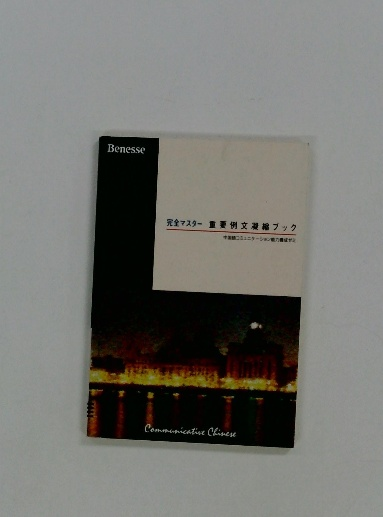 Benesse
完全マスター 重要例文凝縮ブック
中国語コミュニケーション能力養成ゼミ
Communicative Chinese